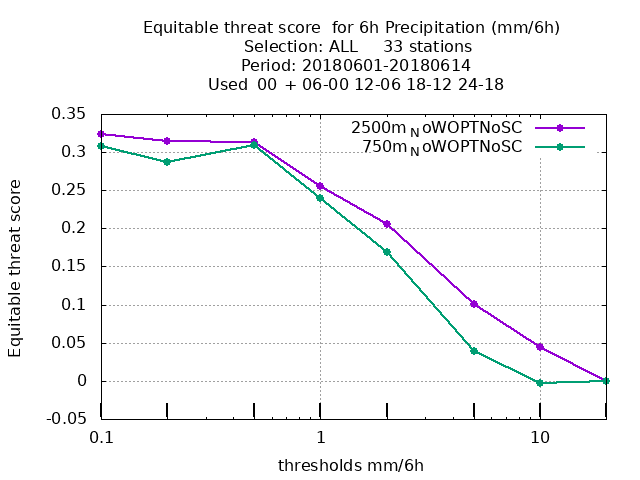 Equitable threat score  for 6h Precipitation (mm/6h)
Selection: ALL     33 stations
Period: 20180601-20180614
Used  00  + 06-00 12-06 18-12 24-18
2500m_NoWOPTNoSC
750m_NoWOPTNoSC
Equitable threat score
0.35
0.3
0.25
0.2
0.15
0.1
0.05
0
-0.05
0.1
1
10
thresholds mm/6h